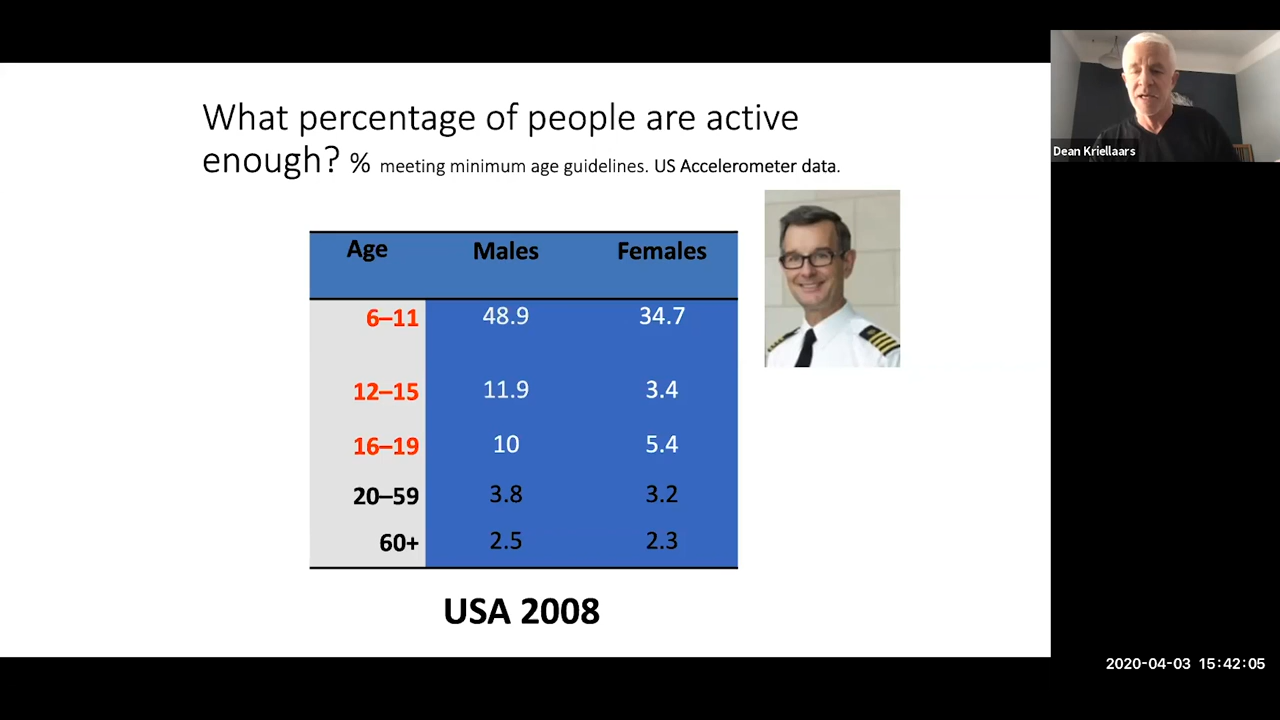 What percentage of people are active
enough? % meeting minimum age guidelines. US Accelerometer data.
Age Males Females
6–11 48.9 34.7
12–15 11.9 3.4
16–19 10 5.4
20–59 3.8 3.2
60+ 2.5 2.3
USA 2008
Dean Kriellaars
2020-04-03 15:42:05